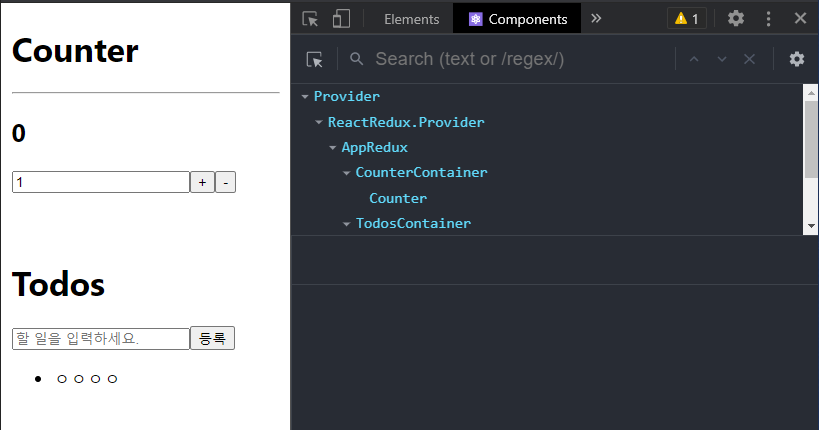 Counter
0
1 + -
Todos
할 일을 입력하세요. 등록
ㅇㅇㅇㅇ
Elements Components 1
Search (text or /regex/)
Provider
ReactRedux.Provider
AppRedux
CounterContainer
Counter
TodosContainer